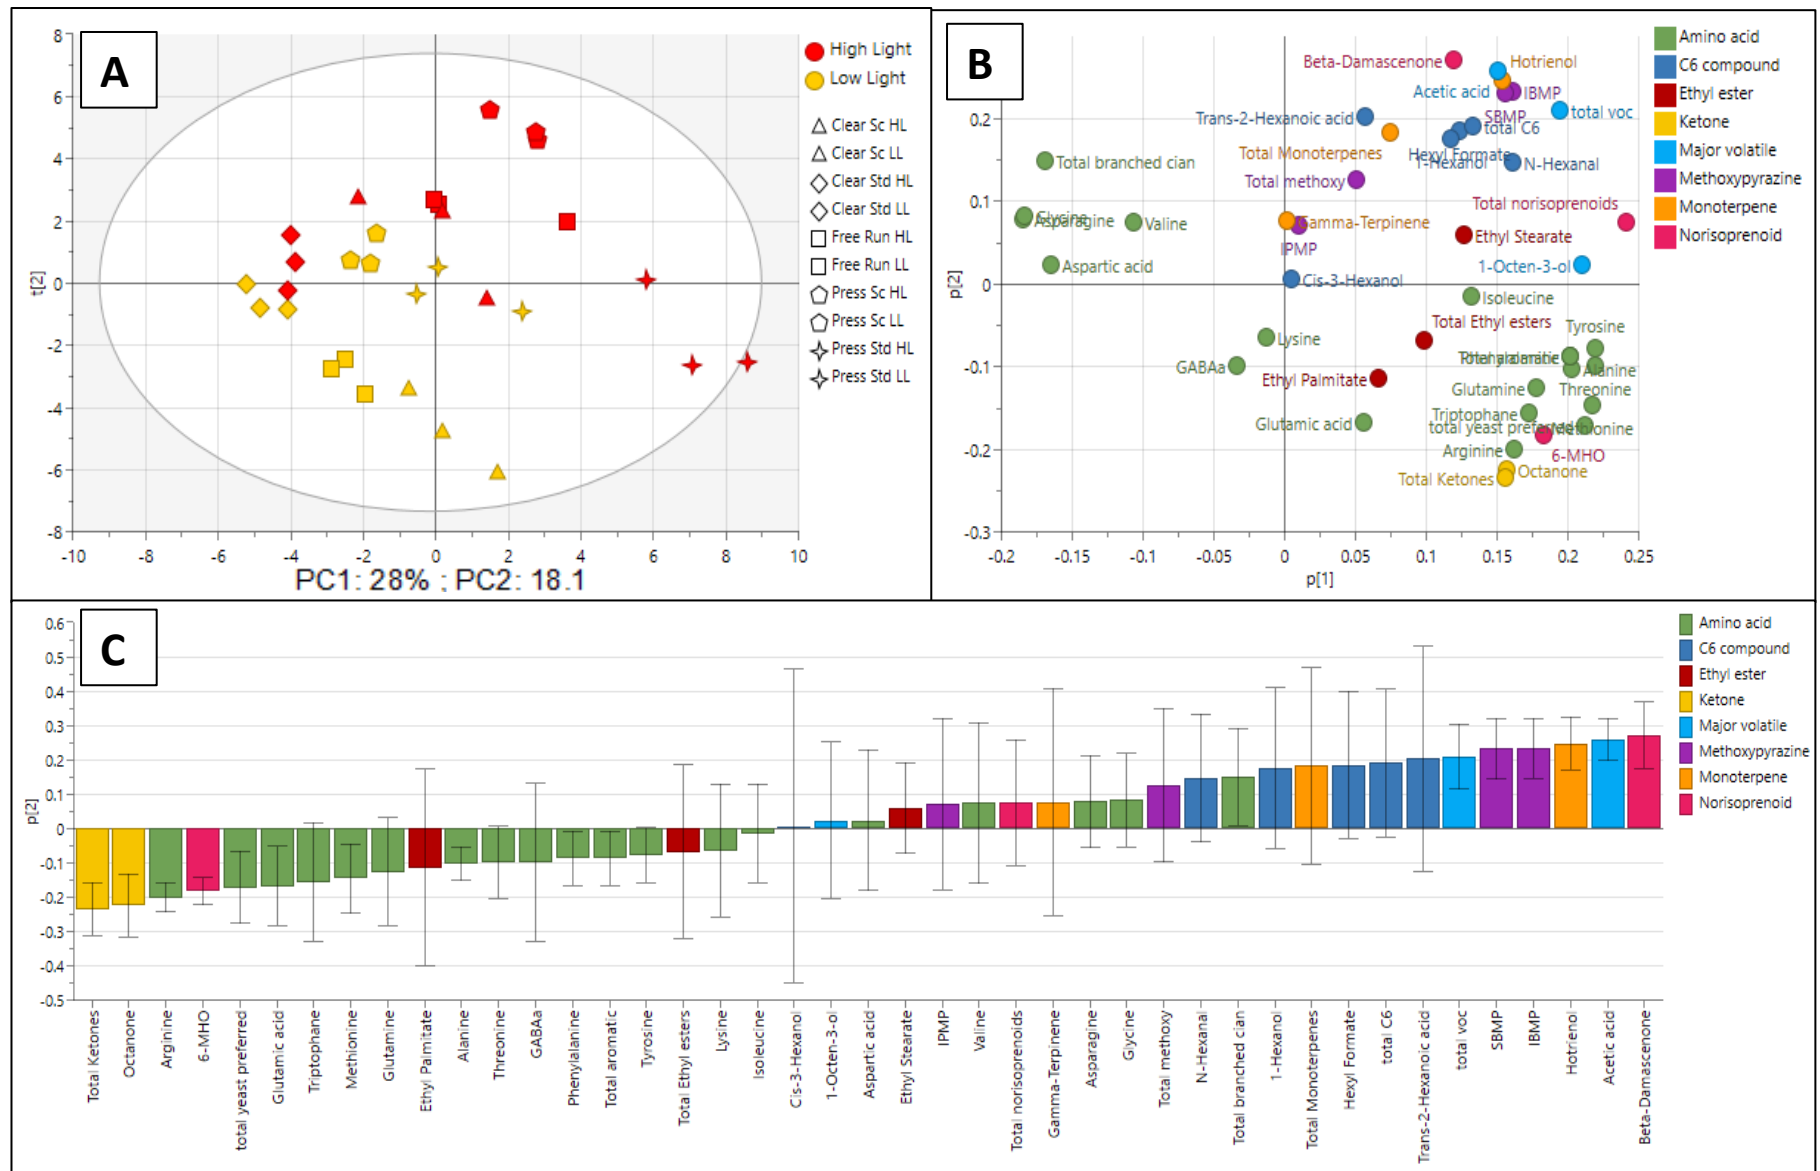 A
8
6
4
2
0
-2
-4
-6
-8
t[2]
-10
-8
-6
-4
-2
0
2
4
6
8
10
PC1: 28% ; PC2: 18.1
High Light
Low Light
Clear Sc HL
Clear Sc LL
Clear Std HL
Clear Std LL
Free Run HL
Free Run LL
Press Sc HL
Press Sc LL
Press Std HL
Press Std LL
B
0.2
0.1
0
-0.1
-0.2
-0.3
p[2]
-0.2
-0.15
-0.1
-0.05
0
0.05
0.1
0.15
0.2
0.25
p[1]
Beta-Damascenone
Hotrienol
Acetic acid
IBMP
SBMP
total voc
Trans-2-Hexanoic acid
total C6
Total Monoterpenes
Hexyl Formate
1-Hexanol
N-Hexanal
Total branched cian
Total methoxy
Total norisoprenoids
Glycine
Asparagine
Valine
Gamma-Terpinene
IPMP
Ethyl Stearate
Aspartic acid
1-Octen-3-ol
Cis-3-Hexanol
Isoleucine
Total Ethyl esters
Tyrosine
Lysine
GABAa
Alanine
Ethyl Palmitate
Glutamine
Threonine
Glutamic acid
Triptophane
total yeast preferred
Methionine
Arginine
6-MHO
Octanone
Total Ketones
Amino acid
C6 compound
Ethyl ester
Ketone
Major volatile
Methoxypyrazine
Monoterpene
Norisoprenoid
C
0.6
0.5
0.4
0.3
0.2
0.1
0
-0.1
-0.2
-0.3
-0.4
-0.5
p[2]
Total Ketones
Octanone
Arginine
6-MHO
total yeast preferred
Glutamic acid
Triptophane
Methionine
Glutamine
Ethyl Palmitate
Alanine
Threonine
GABAa
Phenylalanine
Total aromatic
Tyrosine
Total Ethyl esters
Lysine
Isoleucine
Cis-3-Hexanol
1-Octen-3-ol
Aspartic acid
Ethyl Stearate
IPMP
Valine
Total norisoprenoids
Gamma-Terpinene
Asparagine
Glycine
Total methoxy
N-Hexanal
Total branched cian
1-Hexanol
Total Monoterpenes
Hexyl Formate
total C6
Trans-2-Hexanoic acid
total voc
SBMP
IBMP
Hotrienol
Acetic acid
Beta-Damascenone
Amino acid
C6 compound
Ethyl ester
Ketone
Major volatile
Methoxypyrazine
Monoterpene
Norisoprenoid